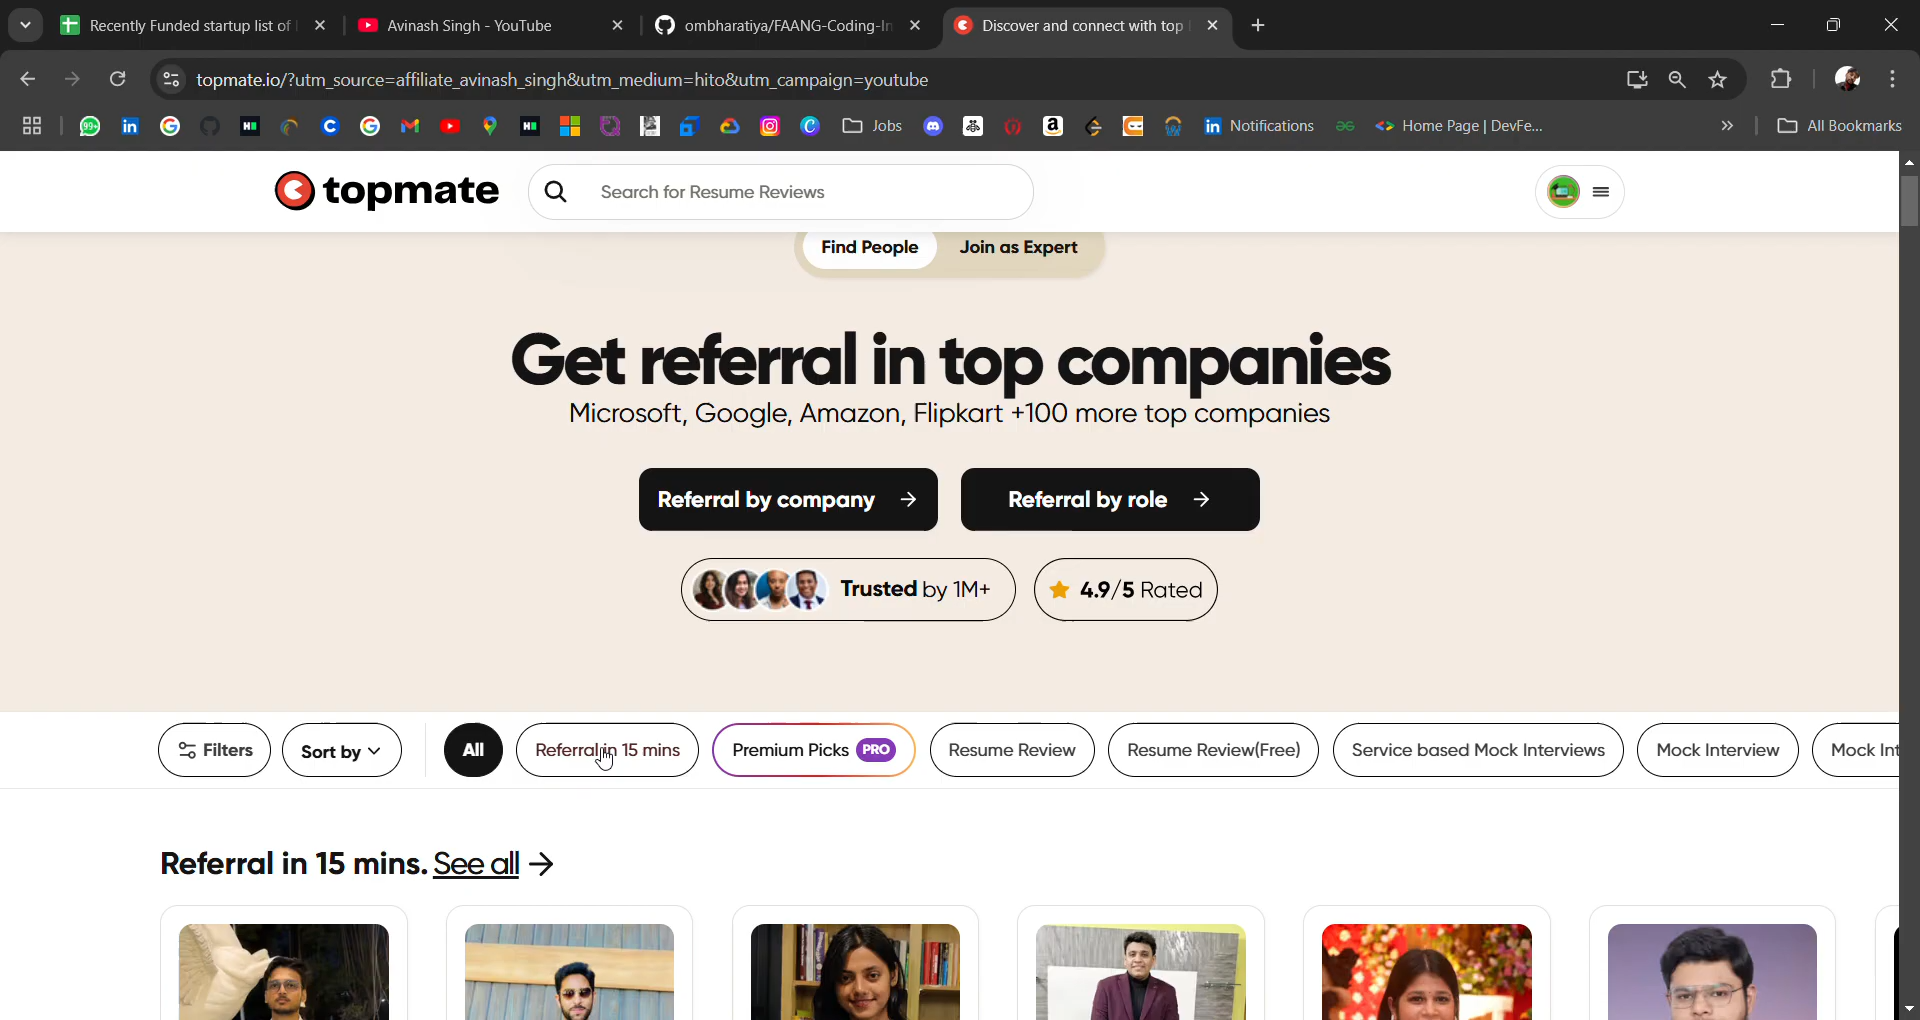 Recently Funded startup list of
Avinash Singh - YouTube
ombharatiya/FAANG-Coding-In
Discover and connect with top
topmate.io/?utm_source=affiliate_avinash_singh&utm_medium=hito&utm_campaign=youtube
99+
Jobs
Notifications
Home Page | DevFe...
All Bookmarks
topmate
Search for Resume Reviews
Find People
Join as Expert
Get referral in top companies
Microsoft, Google, Amazon, Flipkart +100 more top companies
Referral by company →
Referral by role →
Trusted by 1M+
4.9/5 Rated
Filters
Sort by
All
Referral in 15 mins
Premium Picks PRO
Resume Review
Resume Review(Free)
Service based Mock Interviews
Mock Interview
Mock Int
Referral in 15 mins. See all →